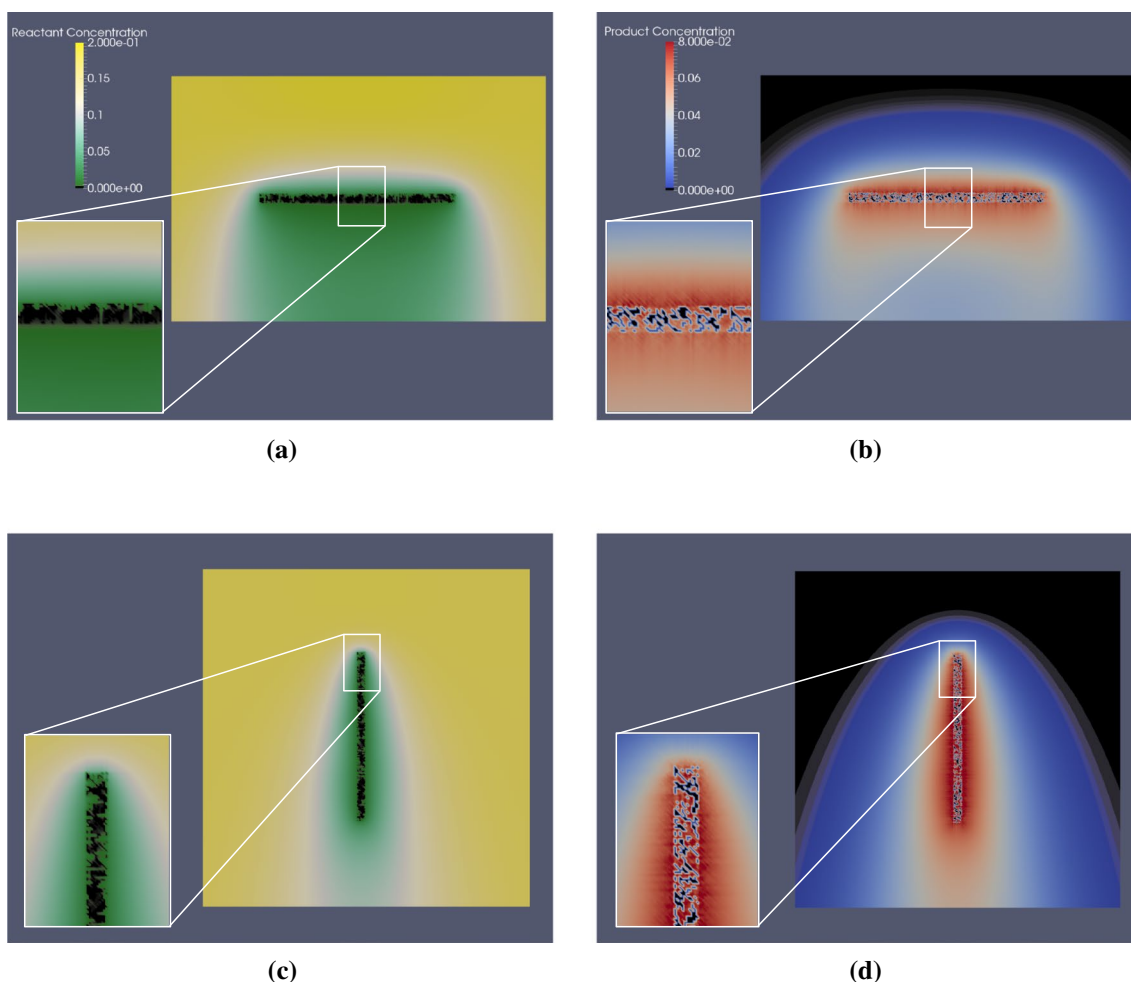 Reactant Concentration
2.000e-01
0.15
0.1
0.05
0.000e+00
(a)
Product Concentration
8.000e-02
0.06
0.04
0.02
0.000e+00
(b)
(c)
(d)